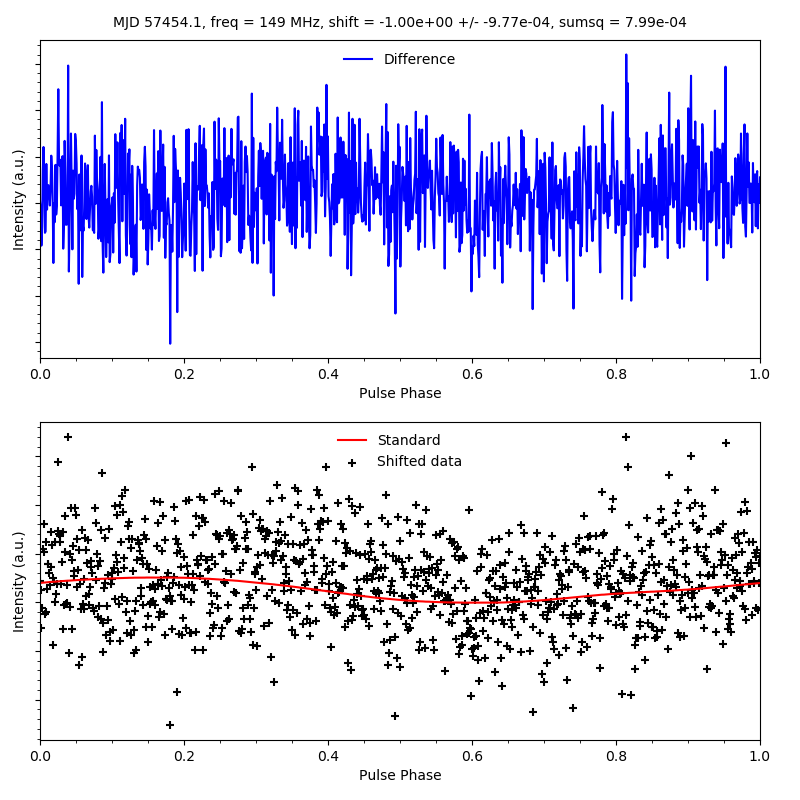 MJD 57454.1, freq = 149 MHz, shift = -1.00e+00 +/- -9.77e-04, sumsq = 7.99e-04
Difference
Intensity (a.u.)
0.0 0.2 0.4 0.6 0.8 1.0
Pulse Phase
Standard
Shifted data
Intensity (a.u.)
0.0 0.2 0.4 0.6 0.8 1.0
Pulse Phase